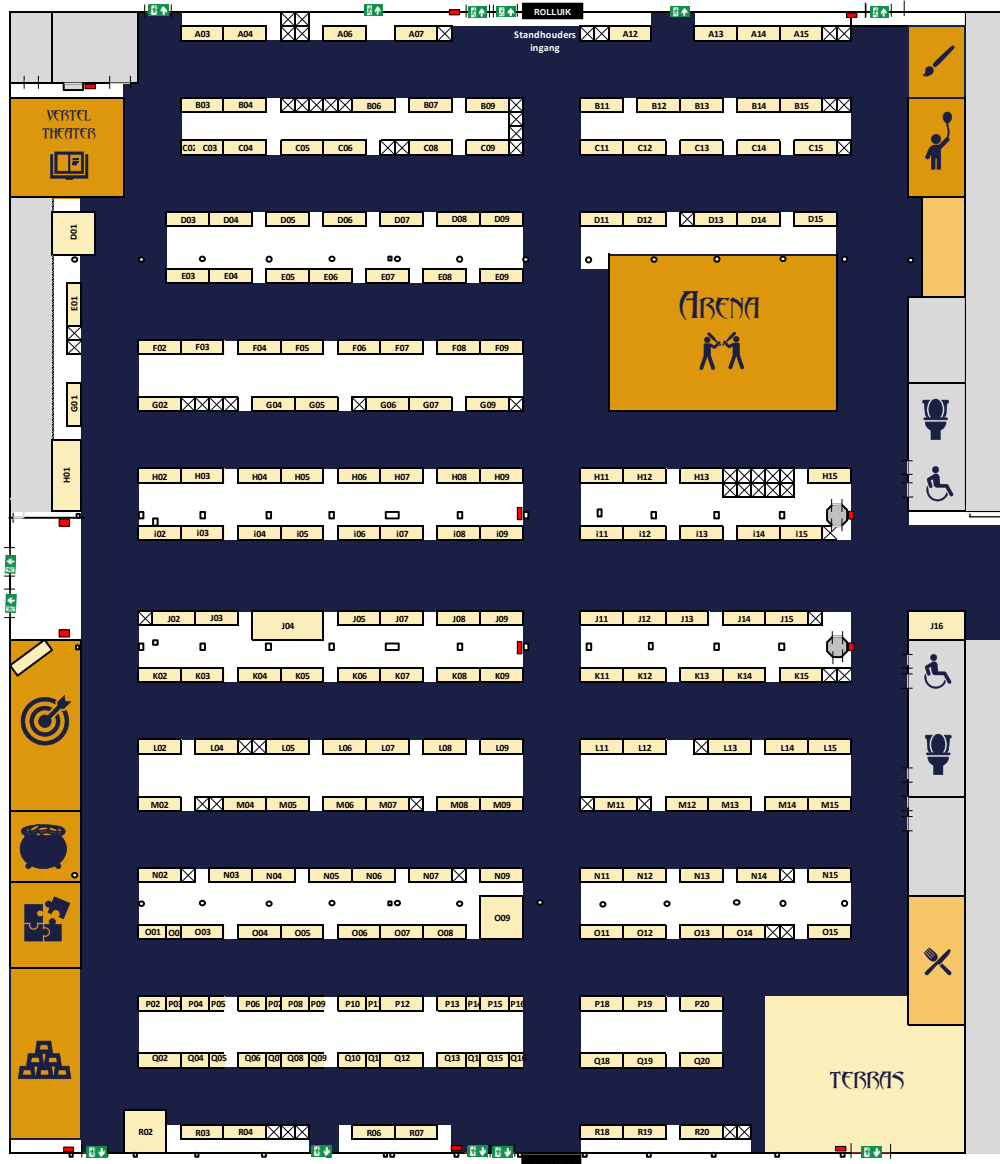 ROLLUIK
Standhouders
ingang
A03 A04 A06 A07 A12 A13 A14 A15
B03 B04 B06 B07 B09 B11 B12 B13 B14 B15
VERTEL
THEATER
C03 C04 C05 C06 C08 C09 C11 C12 C13 C14 C15
D01 D03 D04 D05 D06 D07 D08 D09 D11 D12 D13 D14 D15
E03 E04 E05 E06 E07 E08 E09
E01
ARENA
F02 F03 F04 F05 F06 F07 F08 F09
G01 G02 G04 G05 G06 G07 G09
H01 H02 H03 H04 H05 H06 H07 H08 H09 H11 H12 H13 H15
i02 i03 i04 i05 i06 i07 i08 i09 i11 i12 i13 i14 i15
J02 J03 J04 J05 J07 J08 J09 J11 J12 J13 J14 J15 J16
K02 K03 K04 K05 K06 K07 K08 K09 K11 K12 K13 K14 K15
L02 L04 L05 L06 L07 L08 L09 L11 L12 L13 L14 L15
M02 M04 M05 M06 M07 M08 M09 M11 M12 M13 M14 M15
N02 N03 N04 N05 N06 N07 N09 N11 N12 N13 N14 N15
O09
O01 O03 O04 O05 O06 O07 O08 O11 O12 O13 O14 O15
P02 P04 P05 P06 P08 P09 P10 P12 P13 P15 P18 P19 P20
Q02 Q04 Q05 Q06 Q08 Q09 Q10 Q12 Q13 Q15 Q18 Q19 Q20
TERRAS
R02 R03 R04 R06 R07 R18 R19 R20